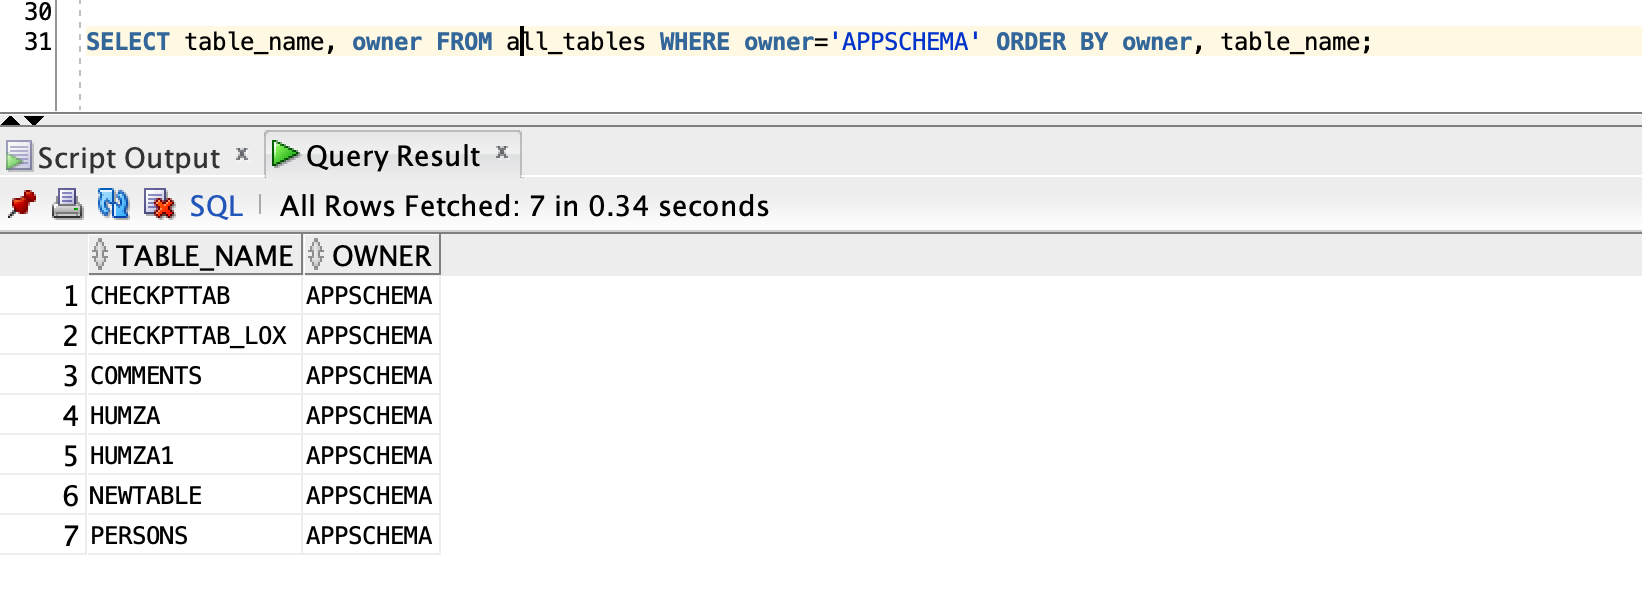 30
31 SELECT table_name, owner FROM all_tables WHERE owner='APPSCHEMA' ORDER BY owner, table_name;
Script Output x Query Result x
SQL All Rows Fetched: 7 in 0.34 seconds
TABLE_NAME OWNER
1 CHECKPTTAB APPSCHEMA
2 CHECKPTTAB_LOX APPSCHEMA
3 COMMENTS APPSCHEMA
4 HUMZA APPSCHEMA
5 HUMZA1 APPSCHEMA
6 NEWTABLE APPSCHEMA
7 PERSONS APPSCHEMA